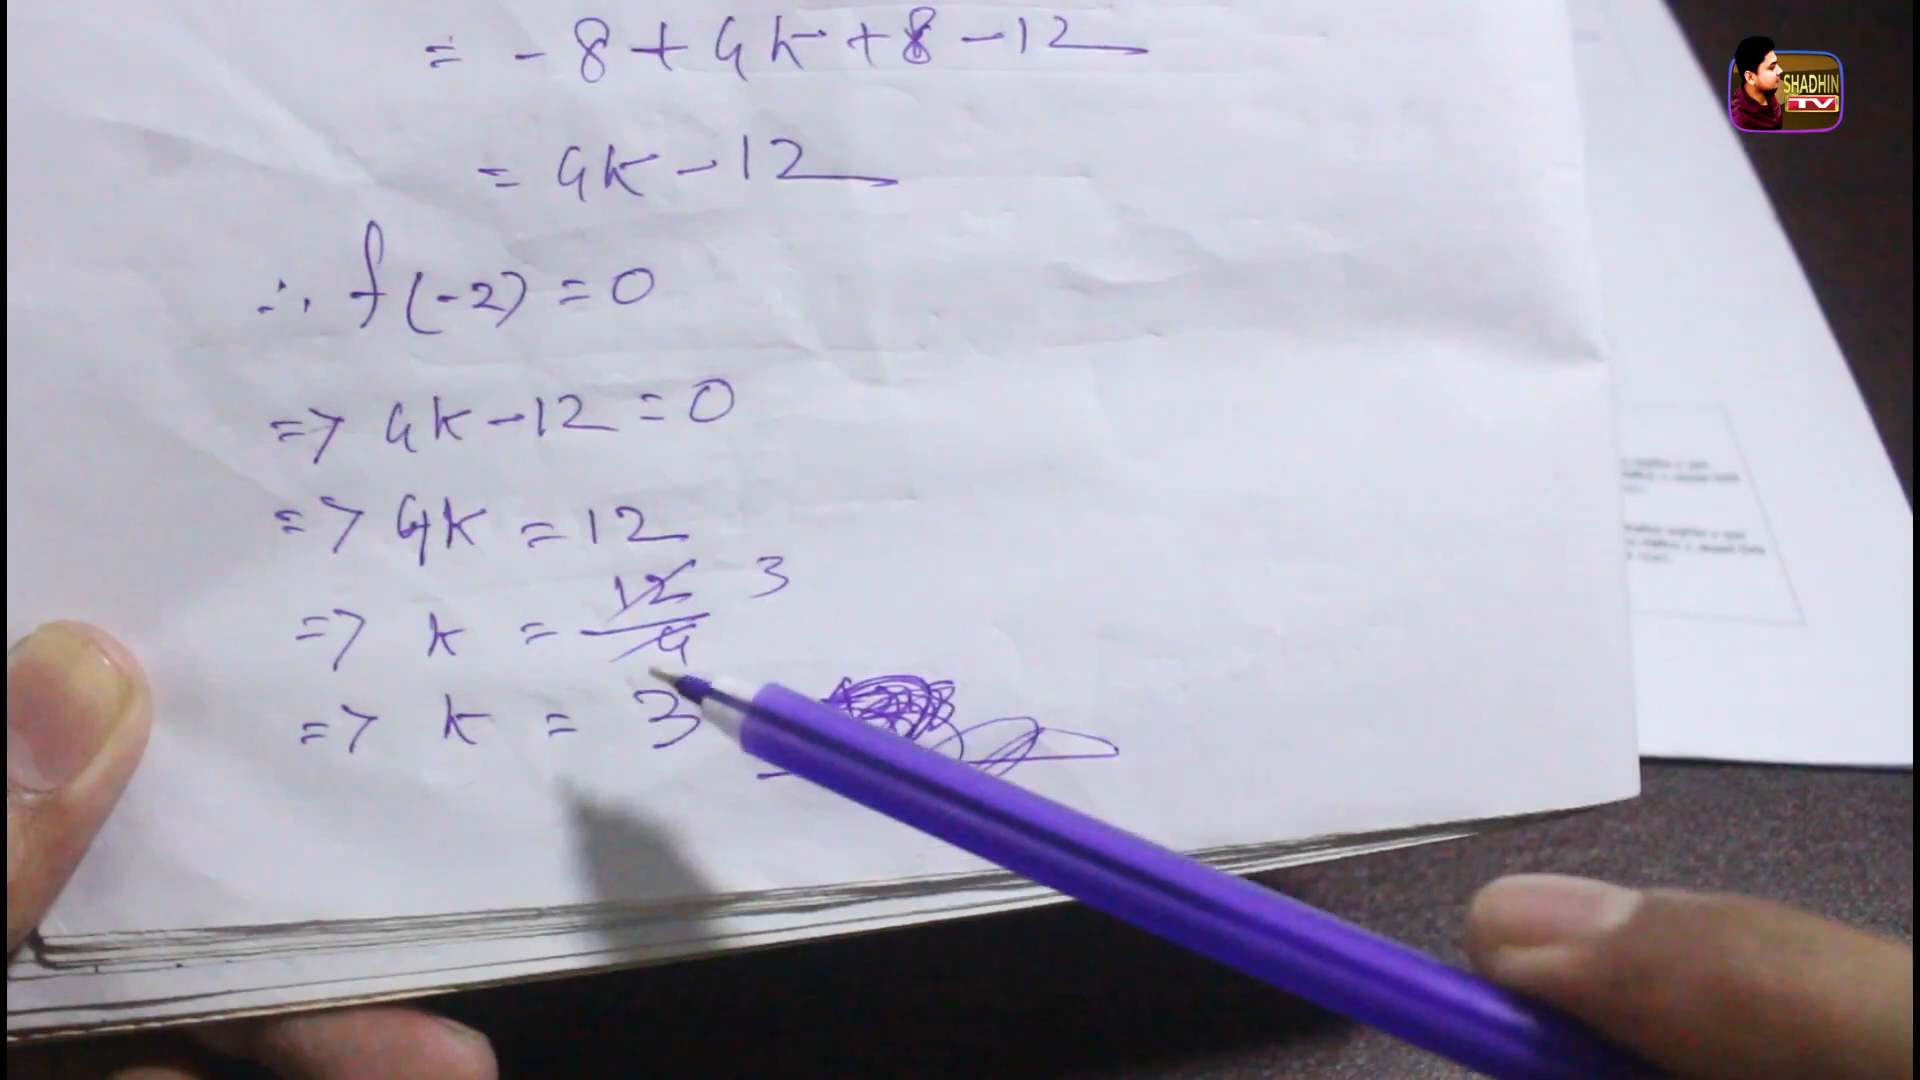 = -8 + 4k + 8 - 12
SHADHIN
TV
= 4k - 12
∴ f(-2) = 0
=> 4k - 12 = 0
=> 4k = 12
=> k = 12/4 3
=> k = 3